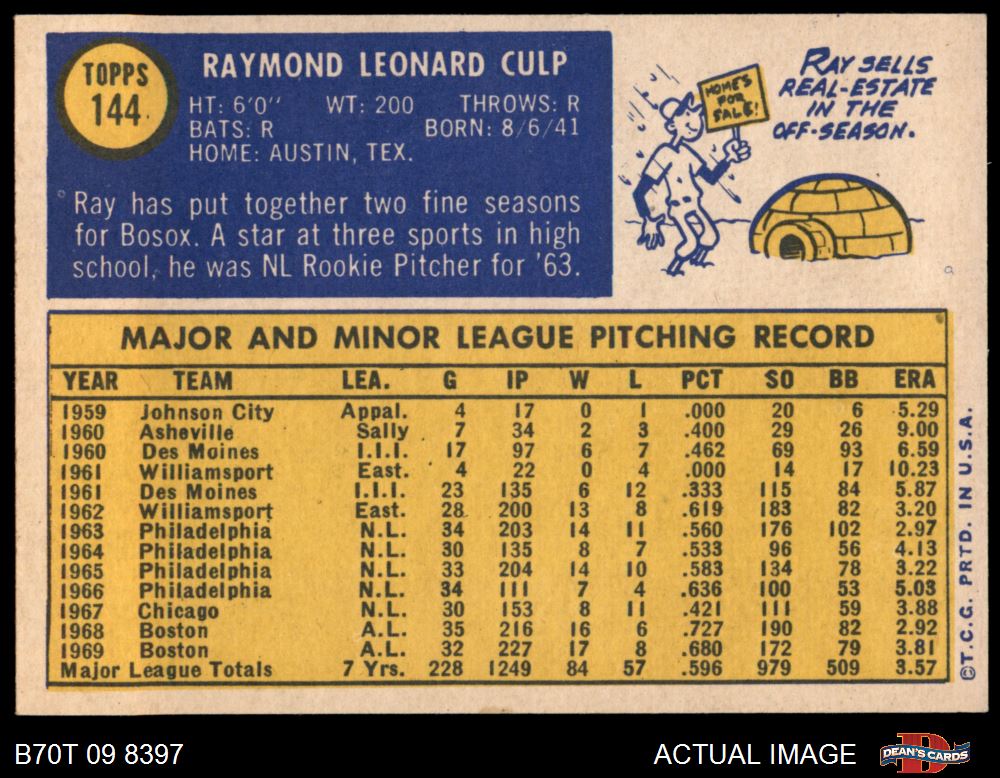 TOPPS
144
RAYMOND LEONARD CULP
HT: 6'0" WT: 200 THROWS: R
BATS: R BORN: 8/6/41
HOME: AUSTIN, TEX.
Ray has put together two fine seasons
for Bosox. A star at three sports in high
school, he was NL Rookie Pitcher for '63.
HOMES
FOR
SALE!
RAY SELLS
REAL-ESTATE
IN THE
OFF-SEASON.
MAJOR AND MINOR LEAGUE PITCHING RECORD
YEAR TEAM LEA. G IP W L PCT SO BB ERA
1959 Johnson City Appal. 4 17 0 1 .000 20 6 5.29
1960 Asheville Sally 7 34 2 3 .400 29 26 9.00
1960 Des Moines I.I.I. 17 97 6 7 .462 69 93 6.59
1961 Williamsport East. 4 22 0 4 .000 14 17 10.23
1961 Des Moines I.I.I. 23 135 6 12 .333 115 84 5.87
1962 Williamsport East. 28 200 13 8 .619 183 82 3.20
1963 Philadelphia N.L. 34 203 14 11 .560 176 102 2.97
1964 Philadelphia N.L. 30 135 8 7 .533 96 56 4.13
1965 Philadelphia N.L. 33 204 14 10 .583 134 78 3.22
1966 Philadelphia N.L. 34 111 7 4 .636 100 53 5.03
1967 Chicago N.L. 30 153 8 11 .421 111 59 3.88
1968 Boston A.L. 35 216 16 6 .727 190 82 2.92
1969 Boston A.L. 32 227 17 8 .680 172 79 3.81
Major League Totals 7 Yrs. 228 1249 84 57 .596 979 509 3.57
©T.C.G. PRTD. IN U.S.A.
B70T 09 8397
ACTUAL IMAGE
DEAN'S CARDS